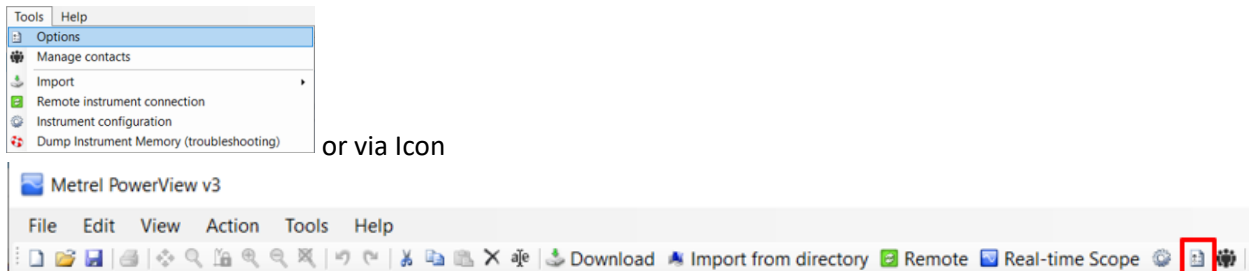 Tools Help
Options
Manage contacts
Import
Remote instrument connection
Instrument configuration
Dump Instrument Memory (troubleshooting)
or via Icon
Metrel PowerView v3
File Edit View Action Tools Help
Download Import from directory Remote Real-time Scope